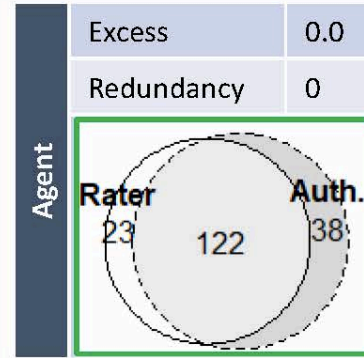 Agent
Excess 0.0
Redundancy 0
Rater Auth.
23 122 38